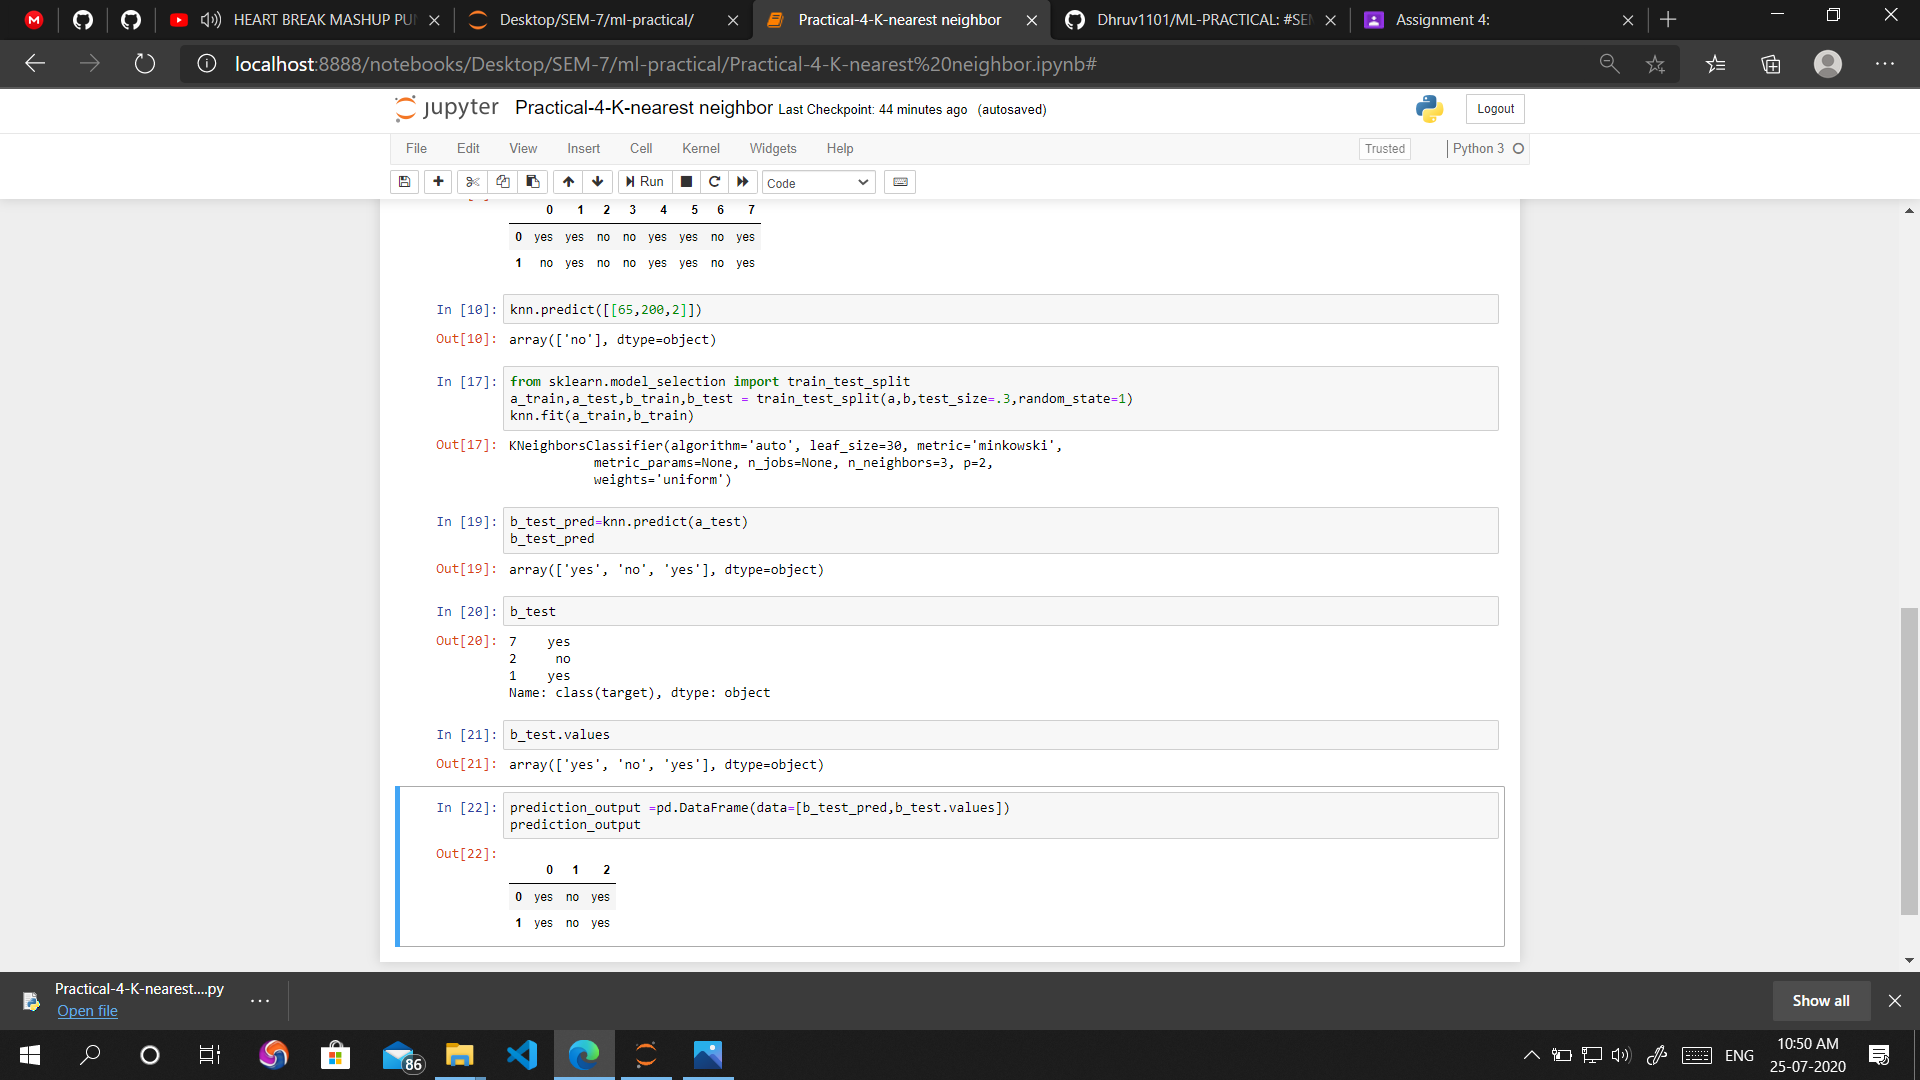 HEART BREAK MASHUP PU
Desktop/SEM-7/ml-practical/
Practical-4-K-nearest neighbor
Dhruv1101/ML-PRACTICAL: #SEM
Assignment 4:
localhost:8888/notebooks/Desktop/SEM-7/ml-practical/Practical-4-K-nearest%20neighbor.ipynb#
jupyter Practical-4-K-nearest neighbor Last Checkpoint: 44 minutes ago (autosaved)
Logout
File Edit View Insert Cell Kernel Widgets Help
Trusted Python 3
Run Code
0 1 2 3 4 5 6 7
0 yes yes no no yes yes no yes
1 no yes no no yes yes no yes
In [10]: knn.predict([[65,200,2]])
Out[10]: array(['no'], dtype=object)
In [17]: from sklearn.model_selection import train_test_split
a_train,a_test,b_train,b_test = train_test_split(a,b,test_size=.3,random_state=1)
knn.fit(a_train,b_train)
Out[17]: KNeighborsClassifier(algorithm='auto', leaf_size=30, metric='minkowski',
metric_params=None, n_jobs=None, n_neighbors=3, p=2,
weights='uniform')
In [19]: b_test_pred=knn.predict(a_test)
b_test_pred
Out[19]: array(['yes', 'no', 'yes'], dtype=object)
In [20]: b_test
Out[20]: 7 yes
2 no
1 yes
Name: class(target), dtype: object
In [21]: b_test.values
Out[21]: array(['yes', 'no', 'yes'], dtype=object)
In [22]: prediction_output =pd.DataFrame(data=[b_test_pred,b_test.values])
prediction_output
Out[22]:
0 1 2
0 yes no yes
1 yes no yes
Practical-4-K-nearest....py
Open file
Show all
86
ENG
10:50 AM
25-07-2020